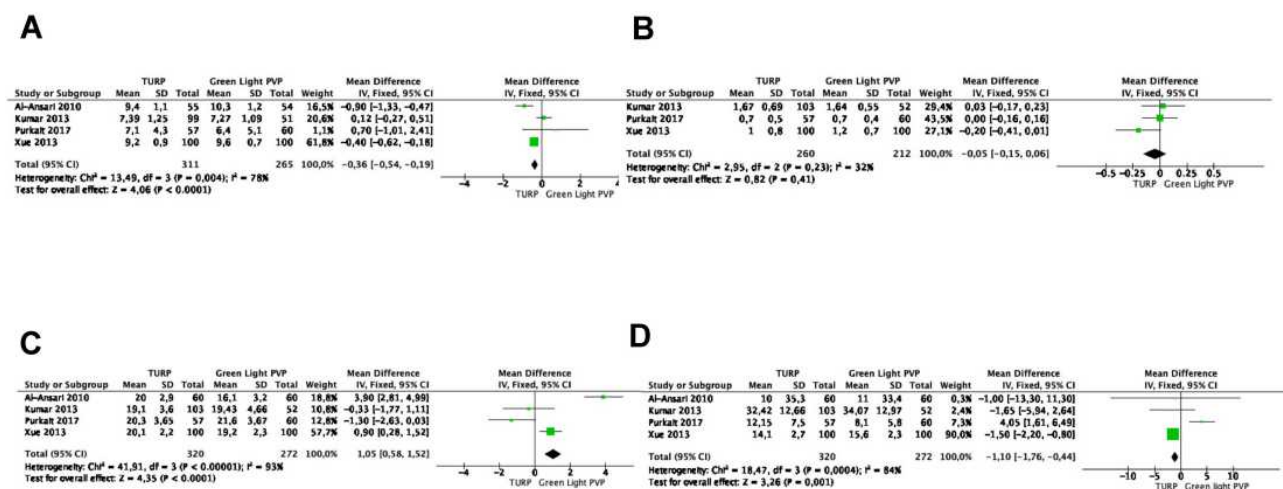 A
TURP Green Light PVP Mean Difference Mean Difference
Study or Subgroup Mean SD Total Mean SD Total Weight IV, Fixed, 95% CI IV, Fixed, 95% CI
Al-Ansari 2010 9,4 1,1 55 10,3 1,2 54 16,5% -0,90 [-1,33, -0,47]
Kumar 2013 7,39 1,25 99 7,27 1,09 51 20,6% 0,12 [-0,27, 0,51]
Purkait 2017 7,1 4,3 57 6,4 5,1 60 1,1% 0,70 [-1,01, 2,41]
Xue 2013 9,2 0,9 100 9,6 0,7 100 61,8% -0,40 [-0,62, -0,18]
Total (95% CI) 311 265 100,0% -0,36 [-0,54, -0,19]
Heterogeneity: Chi² = 13,49, df = 3 (P = 0,004); I² = 78%
Test for overall effect: Z = 4,06 (P < 0,0001)
-4 -2 0 2 4
TURP Green Light PVP
B
TURP Green Light PVP Mean Difference Mean Difference
Study or Subgroup Mean SD Total Mean SD Total Weight IV, Fixed, 95% CI IV, Fixed, 95% CI
Kumar 2013 1,67 0,69 103 1,64 0,55 52 29,4% 0,03 [-0,17, 0,23]
Purkait 2017 0,7 0,5 57 0,7 0,4 60 43,5% 0,00 [-0,16, 0,16]
Xue 2013 1 0,8 100 1,2 0,7 100 27,1% -0,20 [-0,41, 0,01]
Total (95% CI) 260 212 100,0% -0,05 [-0,15, 0,06]
Heterogeneity: Chi² = 2,95, df = 2 (P = 0,23); I² = 32%
Test for overall effect: Z = 0,82 (P = 0,41)
-0.5 -0.25 0 0.25 0.5
TURP Green Light PVP
C
TURP Green Light PVP Mean Difference Mean Difference
Study or Subgroup Mean SD Total Mean SD Total Weight IV, Fixed, 95% CI IV, Fixed, 95% CI
Al-Ansari 2010 20 2,9 60 16,1 3,2 60 18,8% 3,90 [2,81, 4,99]
Kumar 2013 19,1 3,6 103 19,43 4,66 52 10,8% -0,33 [-1,77, 1,11]
Purkait 2017 20,3 3,65 57 21,6 3,67 60 12,8% -1,30 [-2,63, 0,03]
Xue 2013 20,1 2,2 100 19,2 2,3 100 57,7% 0,90 [0,28, 1,52]
Total (95% CI) 320 272 100,0% 1,05 [0,58, 1,52]
Heterogeneity: Chi² = 41,91, df = 3 (P < 0,00001); I² = 93%
Test for overall effect: Z = 4,35 (P < 0,0001)
-4 -2 0 2 4
TURP Green Light PVP
D
TURP Green Light PVP Mean Difference Mean Difference
Study or Subgroup Mean SD Total Mean SD Total Weight IV, Fixed, 95% CI IV, Fixed, 95% CI
Al-Ansari 2010 10 35,3 60 11 33,4 60 0,3% -1,00 [-13,30, 11,30]
Kumar 2013 32,42 12,66 103 34,07 12,97 52 2,4% -1,65 [-5,94, 2,64]
Purkait 2017 12,15 7,5 57 8,1 5,8 60 7,3% 4,05 [1,61, 6,49]
Xue 2013 14,1 2,7 100 15,6 2,3 100 90,0% -1,50 [-2,20, -0,80]
Total (95% CI) 320 272 100,0% -1,10 [-1,76, -0,44]
Heterogeneity: Chi² = 18,47, df = 3 (P = 0,0004); I² = 84%
Test for overall effect: Z = 3,26 (P = 0,001)
-10 -5 0 5 10
TURP Green light PVP